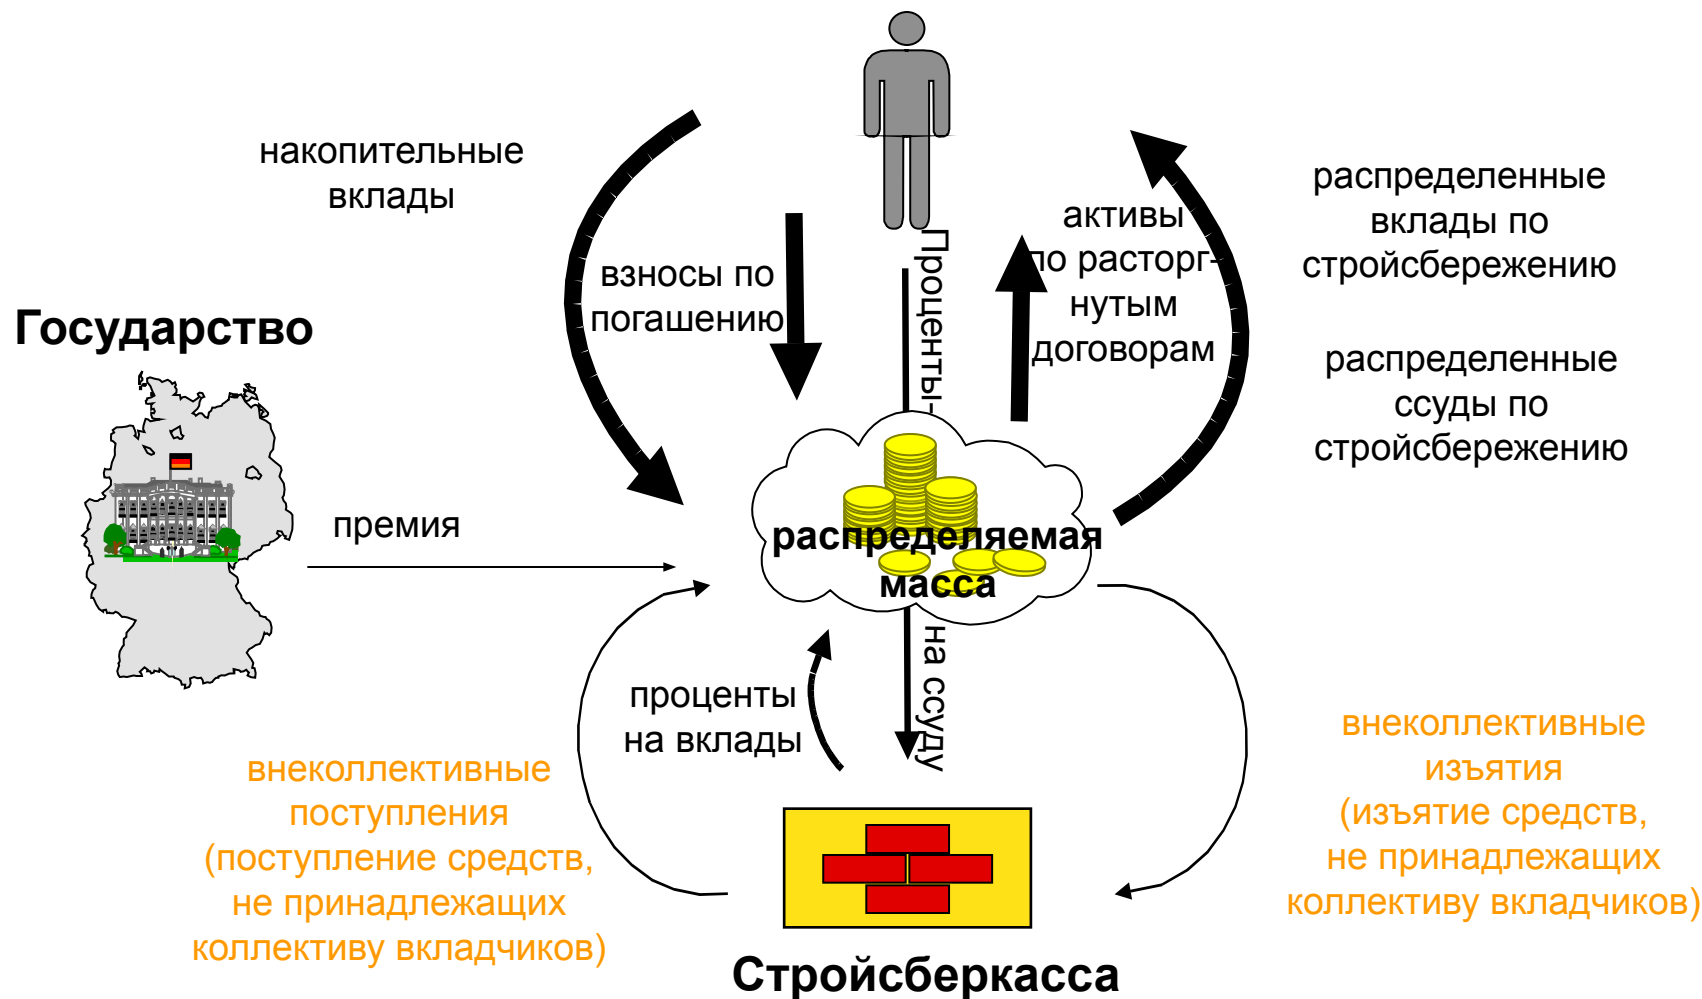 накопительные
вклады
взносы по
погашению
Проценты-
активы
по расторг-
нутым
договорам
распределенные
вклады по
стройсбережению
распределенные
ссуды по
стройсбережению
Государство
премия
распределяемая
масса
на ссуду
проценты
на вклады
внеколлективные
поступления
(поступление средств,
не принадлежащих
коллективу вкладчиков)
внеколлективные
изъятия
(изъятие средств,
не принадлежащих
коллективу вкладчиков)
Стройсберкасса